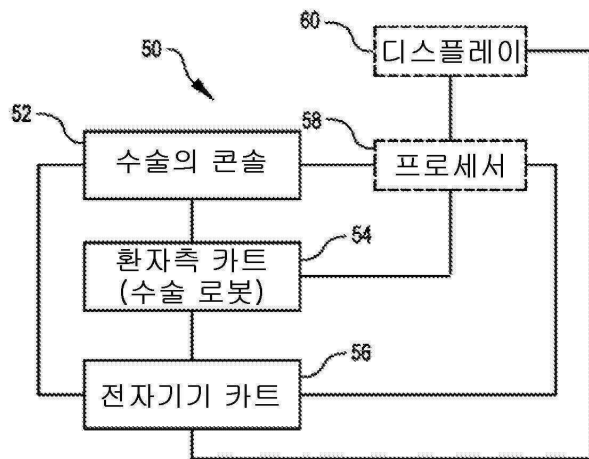 60
디스플레이
50
52
58
수술의 콘솔
프로세서
54
환자측 카트
(수술 로봇)
56
전자기기 카트